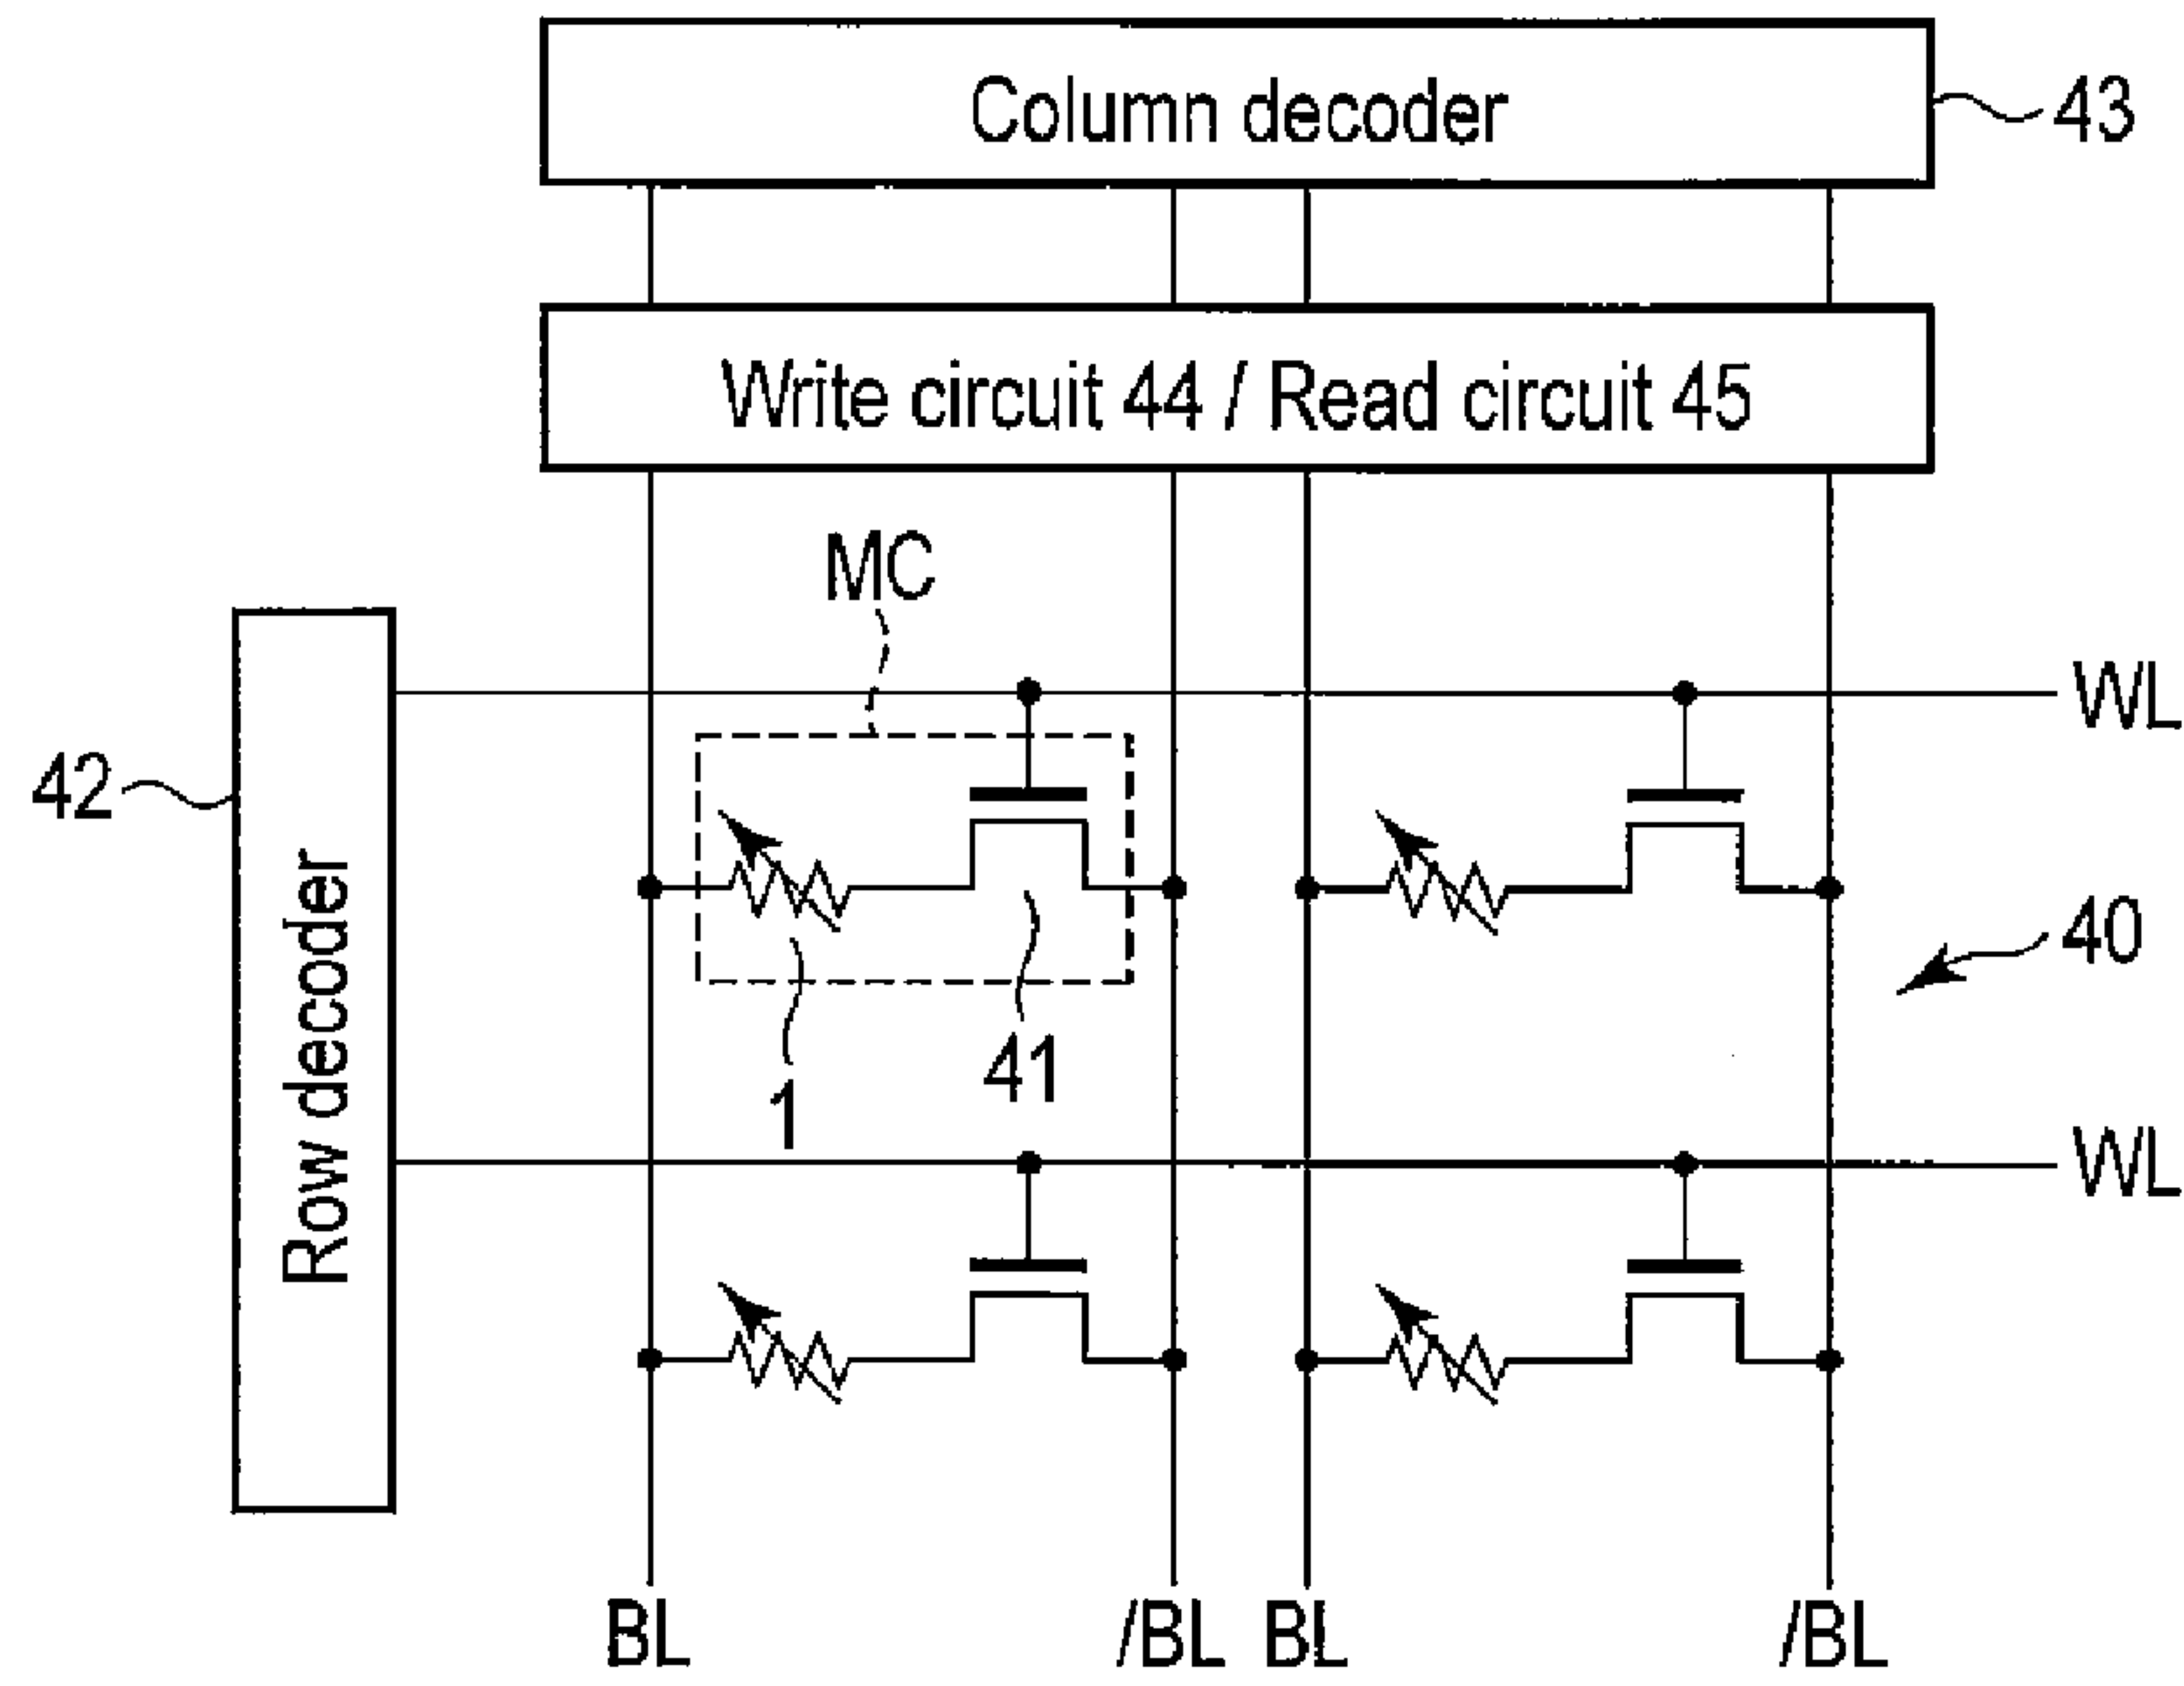 Column decoder
43
Write circuit 44 / Read circuit 45
MC
WL
42
Row decoder
40
1
41
WL
BL
/BL
BL
/BL